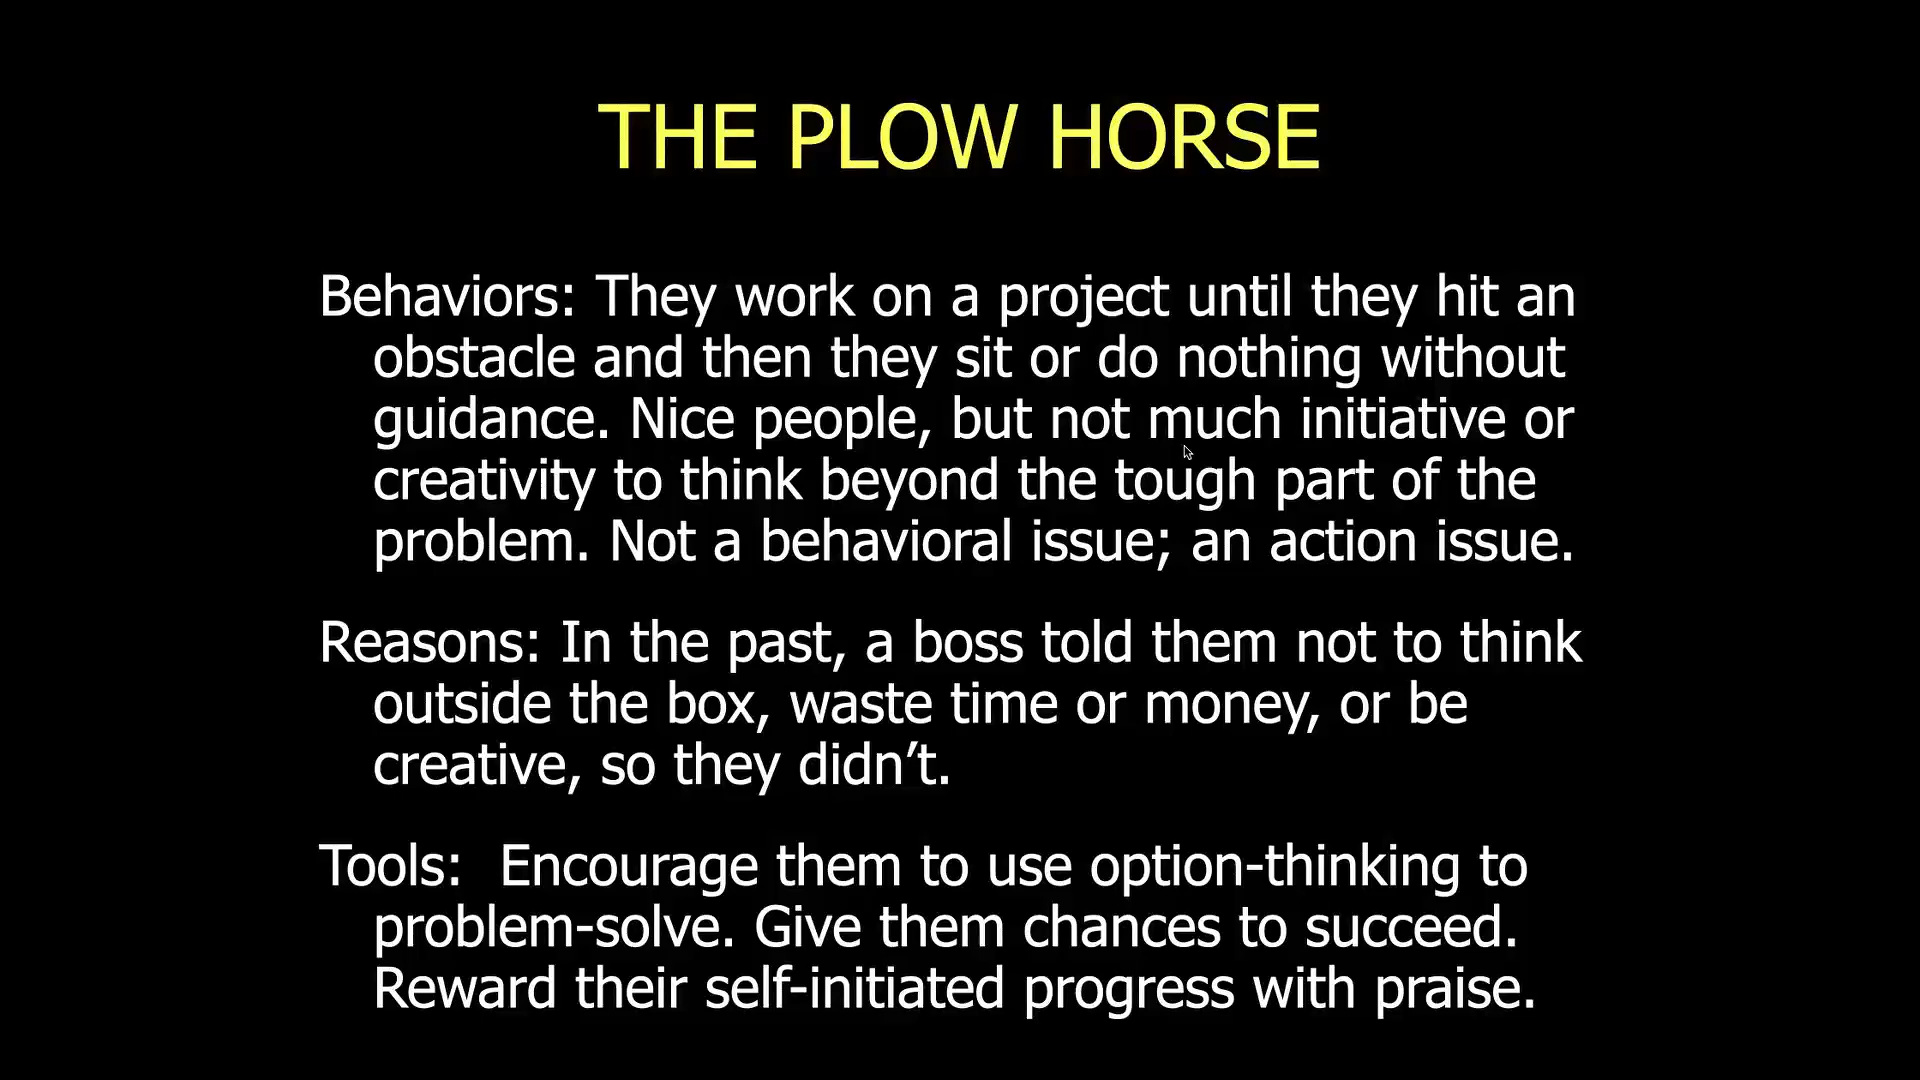 THE PLOW HORSE
Behaviors: They work on a project until they hit an
obstacle and then they sit or do nothing without
guidance. Nice people, but not much initiative or
creativity to think beyond the tough part of the
problem. Not a behavioral issue; an action issue.
Reasons: In the past, a boss told them not to think
outside the box, waste time or money, or be
creative, so they didn’t.
Tools:  Encourage them to use option-thinking to
problem-solve. Give them chances to succeed.
Reward their self-initiated progress with praise.